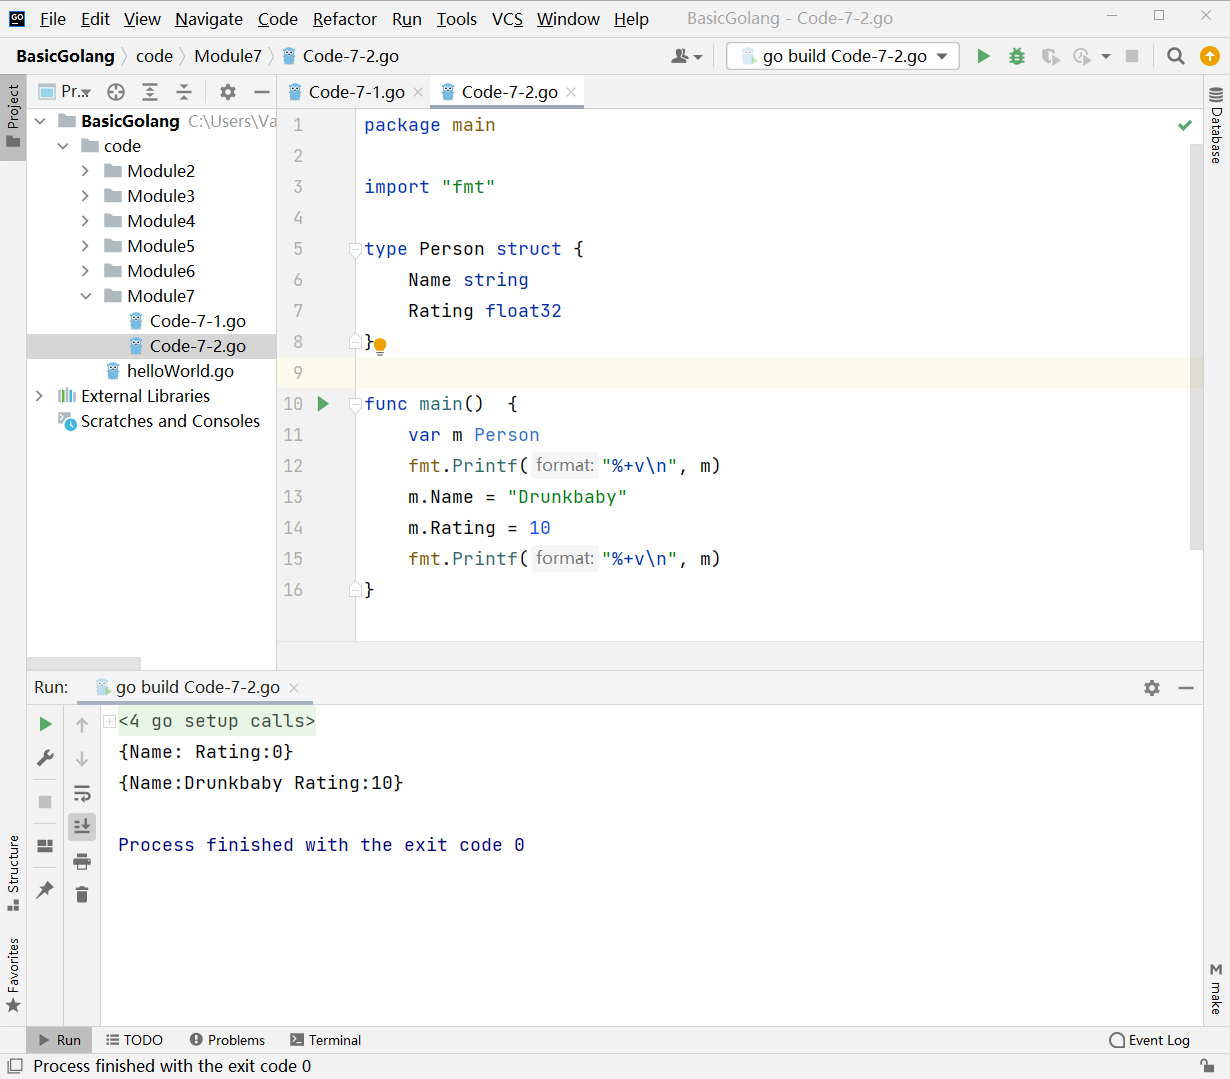 File Edit View Navigate Code Refactor Run Tools VCS Window Help BasicGolang - Code-7-2.go
BasicGolang code Module7 Code-7-2.go go build Code-7-2.go
Project
Pr...
Code-7-1.go Code-7-2.go
BasicGolang C:\Users\Va
code
Module2
Module3
Module4
Module5
Module6
Module7
Code-7-1.go
Code-7-2.go
helloWorld.go
External Libraries
Scratches and Consoles
1 package main
2
3 import "fmt"
4
5 type Person struct {
6 Name string
7 Rating float32
8 }
9
10 func main()  {
11 var m Person
12 fmt.Printf( format: "%+v\n", m)
13 m.Name = "Drunkbaby"
14 m.Rating = 10
15 fmt.Printf( format: "%+v\n", m)
16 }
Database
Run: go build Code-7-2.go
<4 go setup calls>
{Name: Rating:0}
{Name:Drunkbaby Rating:10}
Process finished with the exit code 0
Structure
Favorites
make
Run TODO Problems Terminal Event Log
Process finished with the exit code 0